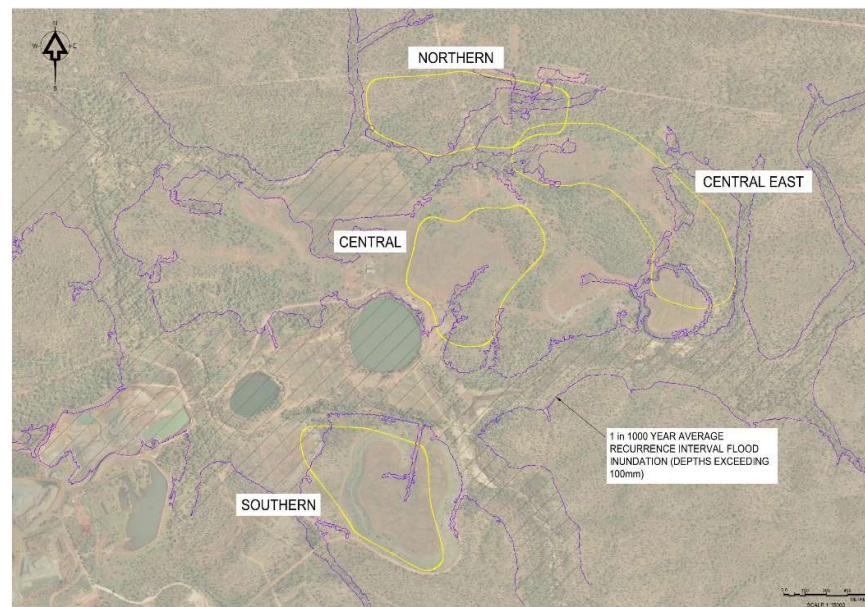 N
W
E
S
NORTHERN
CENTRAL EAST
CENTRAL
1 in 1000 YEAR AVERAGE
RECURRENCE INTERVAL FLOOD
INUNDATION (DEPTHS EXCEEDING
100mm)
SOUTHERN